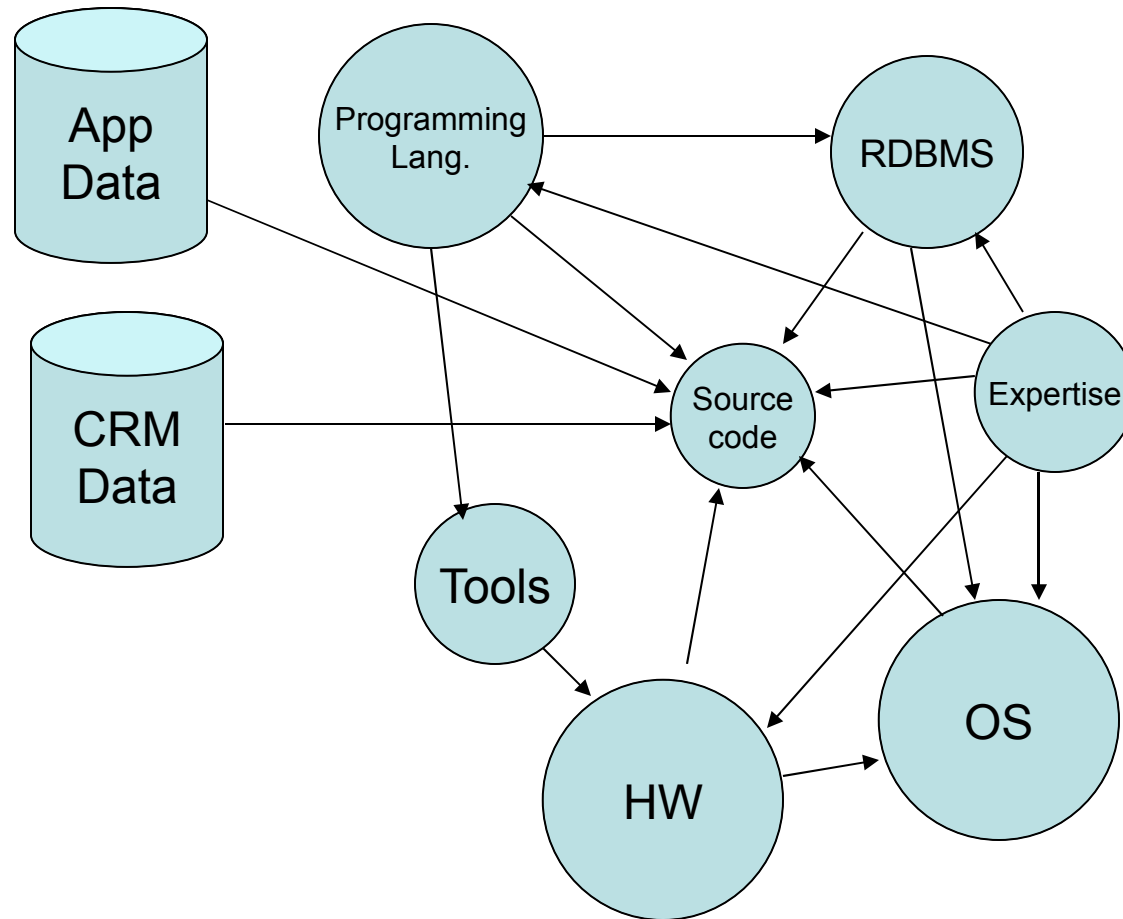 App
Data
Programming
Lang.
RDBMS
CRM
Data
Source
code
Expertise
Tools
OS
HW